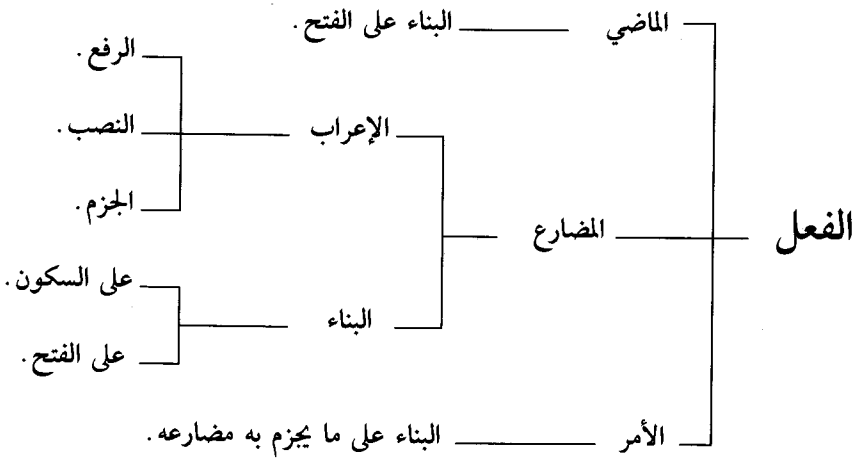 الفعل
الماضي
البناء على الفتح.
المضارع
الإعراب
الرفع.
النصب.
الجزم.
البناء
على السكون.
على الفتح.
الأمر
البناء على ما يجزم به مضارعه.